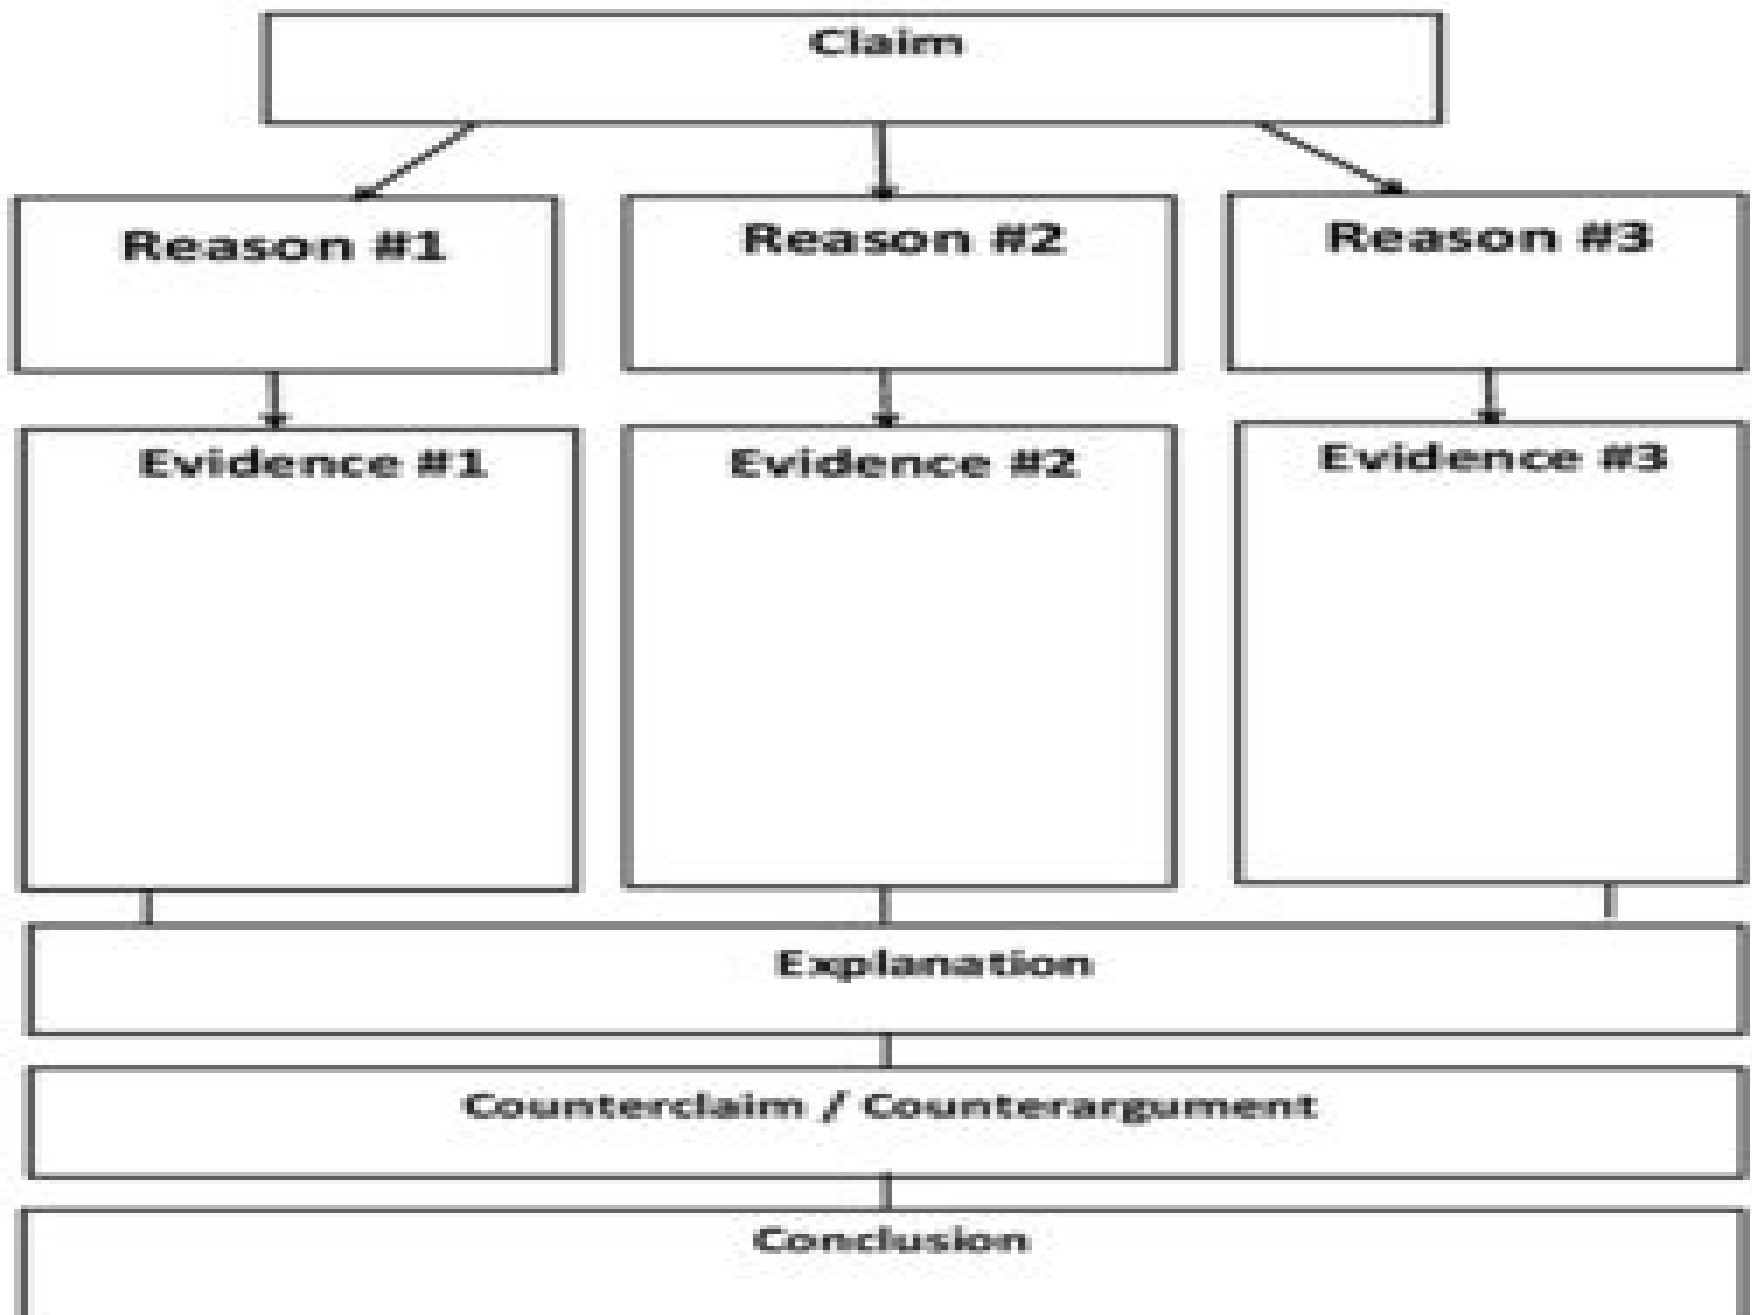 Claim
Reason #1
Reason #2
Reason #3
Evidence #1
Evidence #2
Evidence #3
Explanation
Counterclaim / Counterargument
Conclusion